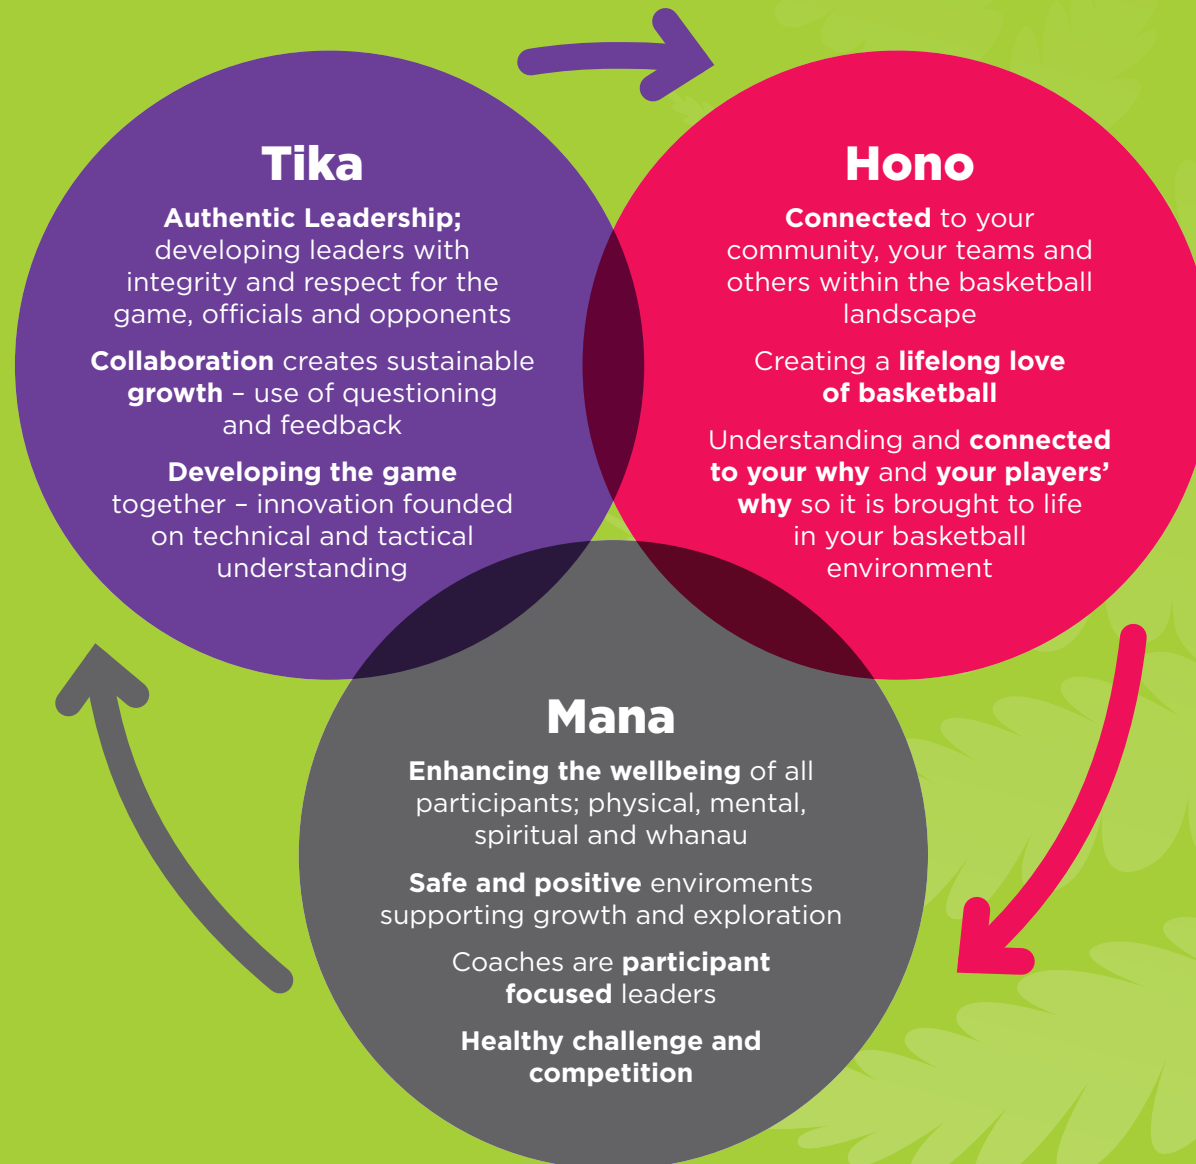 Tika
Authentic Leadership;
developing leaders with
integrity and respect for the
game, officials and opponents
Collaboration creates sustainable
growth – use of questioning
and feedback
Developing the game
together – innovation founded
on technical and tactical
understanding
Hono
Connected to your
community, your teams and
others within the basketball
landscape
Creating a lifelong love
of basketball
Understanding and connected
to your why and your players’
why so it is brought to life
in your basketball
environment
Mana
Enhancing the wellbeing of all
participants; physical, mental,
spiritual and whanau
Safe and positive enviroments
supporting growth and exploration
Coaches are participant
focused leaders
Healthy challenge and
competition